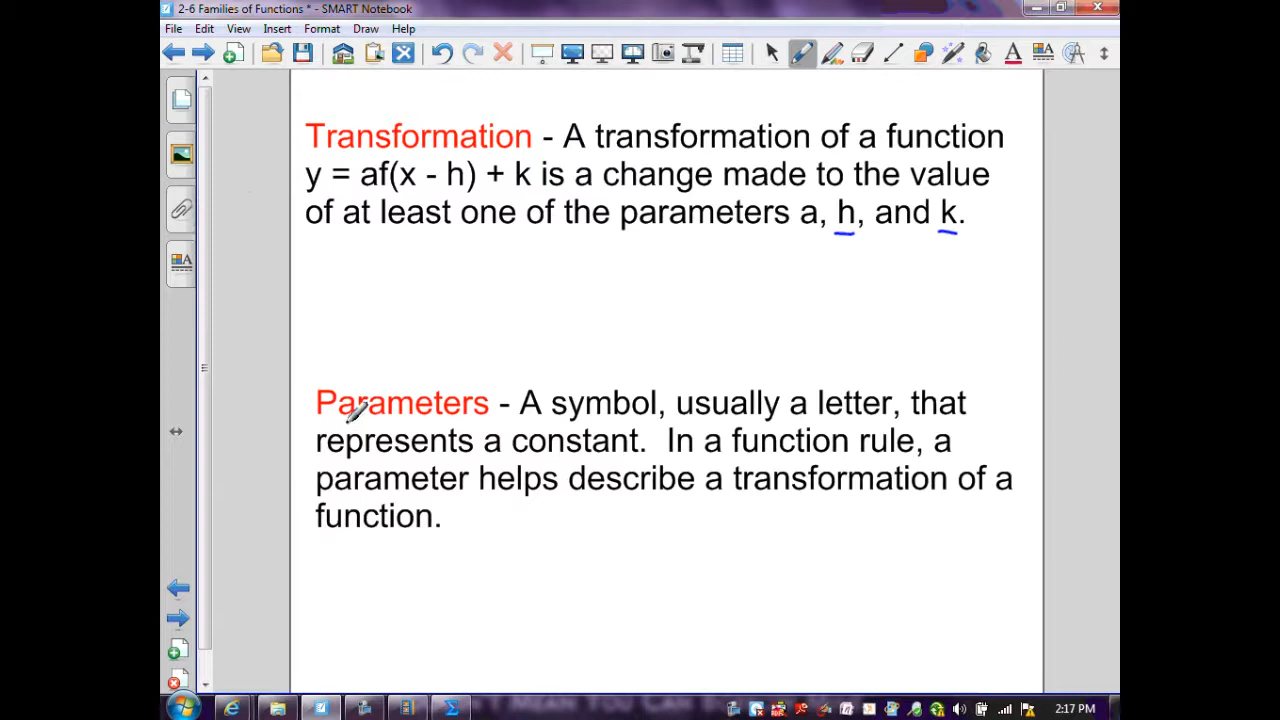 2-6 Families of Functions * - SMART Notebook
File Edit View Insert Format Draw Help
Transformation - A transformation of a function
y = af(x - h) + k is a change made to the value
of at least one of the parameters a, h, and k.
Parameters - A symbol, usually a letter, that
represents a constant. In a function rule, a
parameter helps describe a transformation of a
function.
2:17 PM